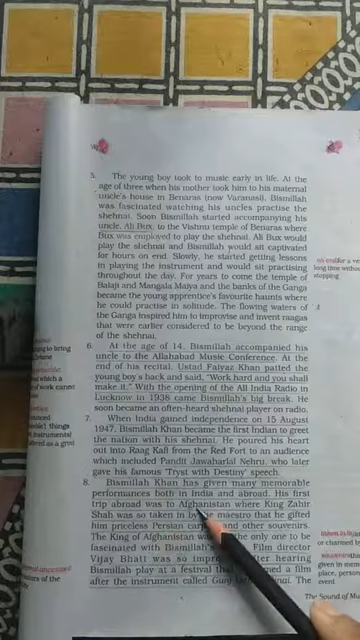 5. The young boy took to music early in life. At the
age of three when his mother took him to his maternal
uncle's house in Benaras (now Varanasi), Bismillah
was fascinated watching his uncles practise the
shehnai. Soon Bismillah started accompanying his
uncle, Ali Bux, to the Vishnu temple of Benaras where
Bux was employed to play the shehnai. Ali Bux would
play the shehnai and Bismillah would sit captivated
for hours on end. Slowly, he started getting lessons
in playing the instrument and would sit practising
throughout the day. For years to come the temple of
Balaji and Mangala Maiya and the banks of the Ganga
became the young apprentice's favourite haunts where
he could practise in solitude. The flowing waters of
the Ganga inspired him to improvise and invent raagas
that were earlier considered to be beyond the range
of the shehnai.
6. At the age of 14, Bismillah accompanied his
uncle to the Allahabad Music Conference. At the
end of his recital, Ustad Faiyaz Khan patted the
young boy's back and said, "Work hard and you shall
make it." With the opening of the All India Radio in
Lucknow in 1938 came Bismillah's big break. He
soon became an often-heard shehnai player on radio.
7. When India gained independence on 15 August
1947, Bismillah Khan became the first Indian to greet
the nation with his shehnai. He poured his heart
out into Raag Kafi from the Red Fort to an audience
which included Pandit Jawaharlal Nehru, who later
gave his famous 'Tryst with Destiny' speech.
8. Bismillah Khan has given many memorable
performances both in India and abroad. His first
trip abroad was to Afghanistan where King Zahir
Shah was so taken in by the maestro that he gifted
him priceless Persian and other souvenirs.
The King of Afghanistan was the only one to be
fascinated with Bismillah's Film director
Vijay Bhatt was so after hearing
Bismillah play at a festival that a film
after the instrument called Gunj The
on end: for a ve
long time withou
stopping
The Sound of Mu